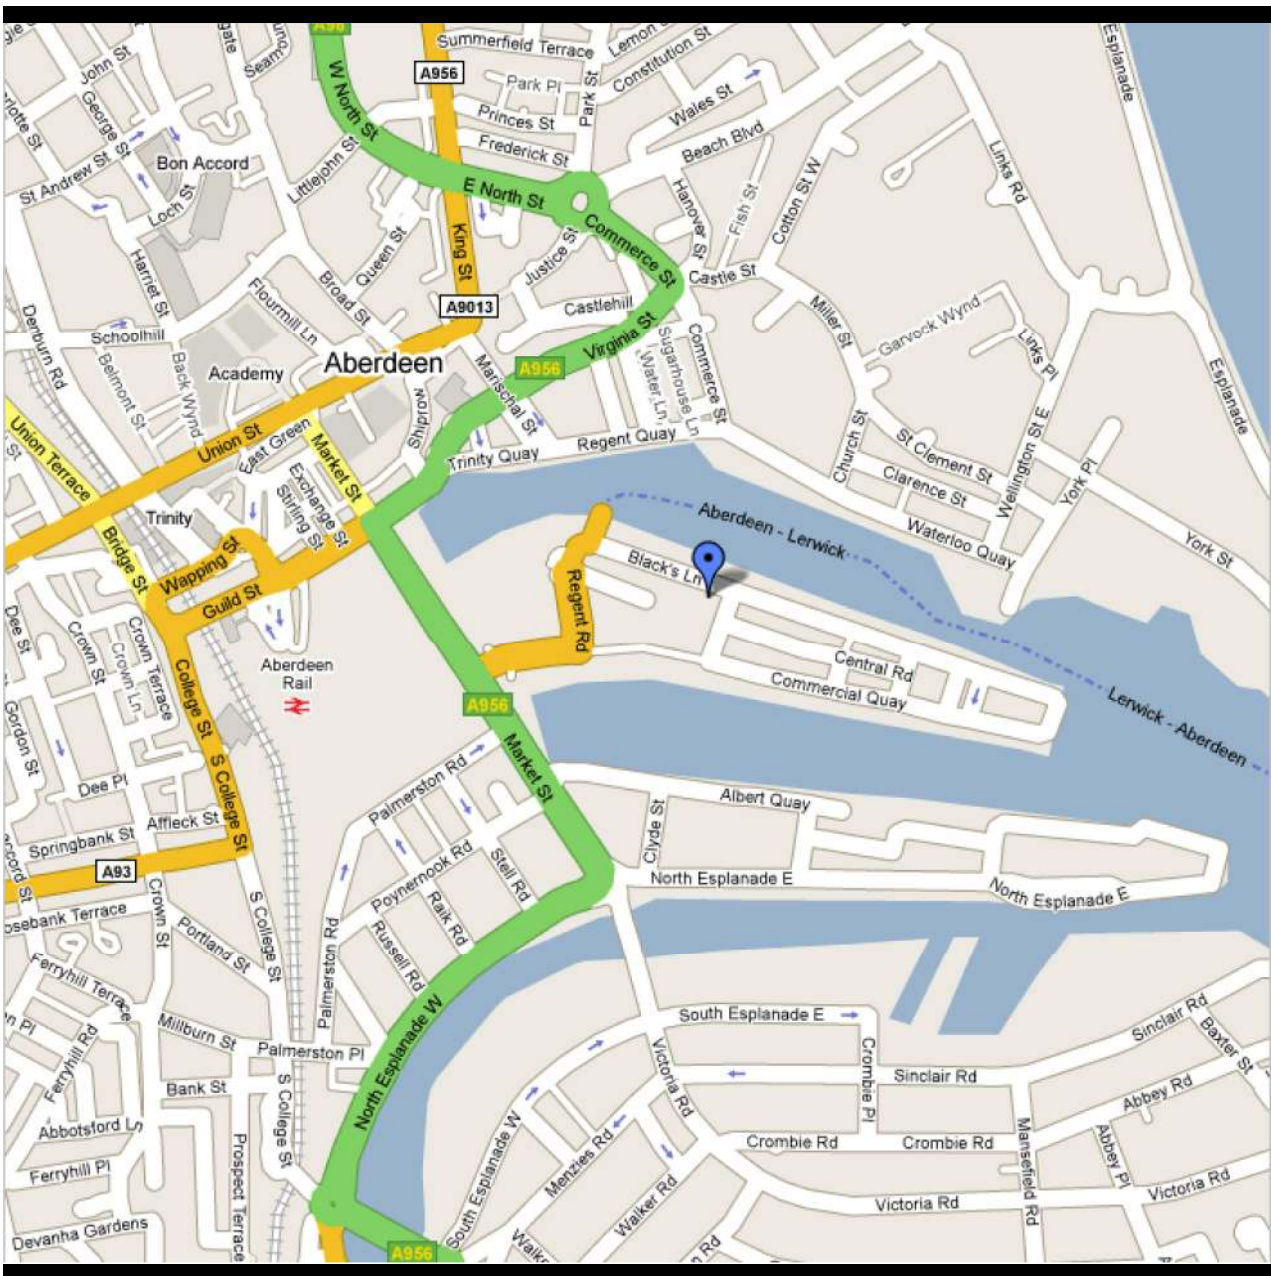 A96
Summerfield Terrace
Lemon St
Esplanade
John St
A956
Park Pl
Park St
Constitution St
W North St
Wales St
George St
Princes St
Frederick St
Beach Blvd
Bon Accord
Littlejohn St
Links Rd
St Andrew St
E North St
Hanover St
Fish St
Cotton St W
Loch St
King St
Commerce St
Queen St
Justice St
Castle St
Harriet St
Flourmill Ln
Broad St
A9013
Castlehill
Miller St
Garvock Wynd
Denburn Rd
Schoolhill
Virginia St
Commerce St
Links Pl
Aberdeen
A956
Sugarhouse Ln
Water Ln
Belmont St
Back Wynd
Academy
Marischal St
Esplanade
Shiprow
Union Terrace
Union St
East Green
Market St
Regent Quay
Trinity Quay
Church St
St Clement St
Wellington St E
York Pl
Clarence St
Exchange St
Stirling St
Trinity
Aberdeen - Lerwick
Waterloo Quay
York St
Bridge St
Wapping St
Black's Ln
Guild St
Regent Rd
Dee St
Crown St
Crown Ln
Crown Terrace
College St
Aberdeen
Rail
Central Rd
Commercial Quay
Lerwick - Aberdeen
Gordon St
A956
S College St
Market St
Palmerston Rd
Dee Pl
Albert Quay
Affleck St
Springbank St
Clyde St
A93
Poynernook Rd
Stell Rd
North Esplanade E
North Esplanade E
Raik Rd
Crown St
S College St
Portland St
Russell Rd
Palmerston Rd
Ferryhill Terrace
North Esplanade W
South Esplanade E
Sinclair Rd
Baxter St
Millburn St
Palmerston Pl
Ferryhill Rd
Victoria Rd
Crombie Pl
Sinclair Rd
Bank St
S College St
Abbey Rd
Abbotsford Ln
Prospect Terrace
South Esplanade W
Menzies Rd
Crombie Rd
Crombie Rd
Mansefield Rd
Abbey Pl
Ferryhill Pl
Walker Rd
Victoria Rd
Victoria Rd
Devanha Gardens
A956